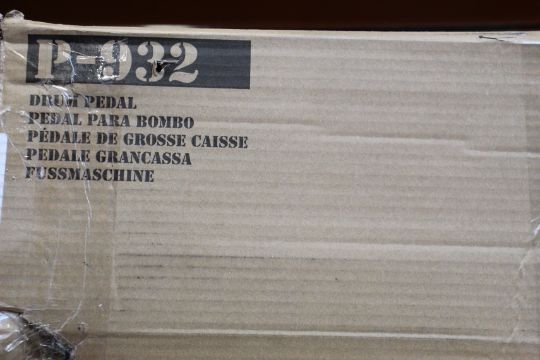 P-932
DRUM PEDAL
PEDAL PARA BOMBO
PÉDALE DE GROSSE CAISSE
PEDALE GRANCASSA
FUSSMASCHINE